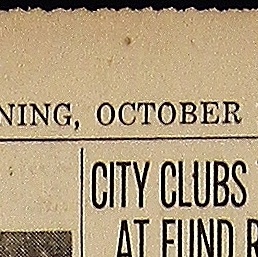 NING, OCTOBER
CITY CLUBS
AT FUND R